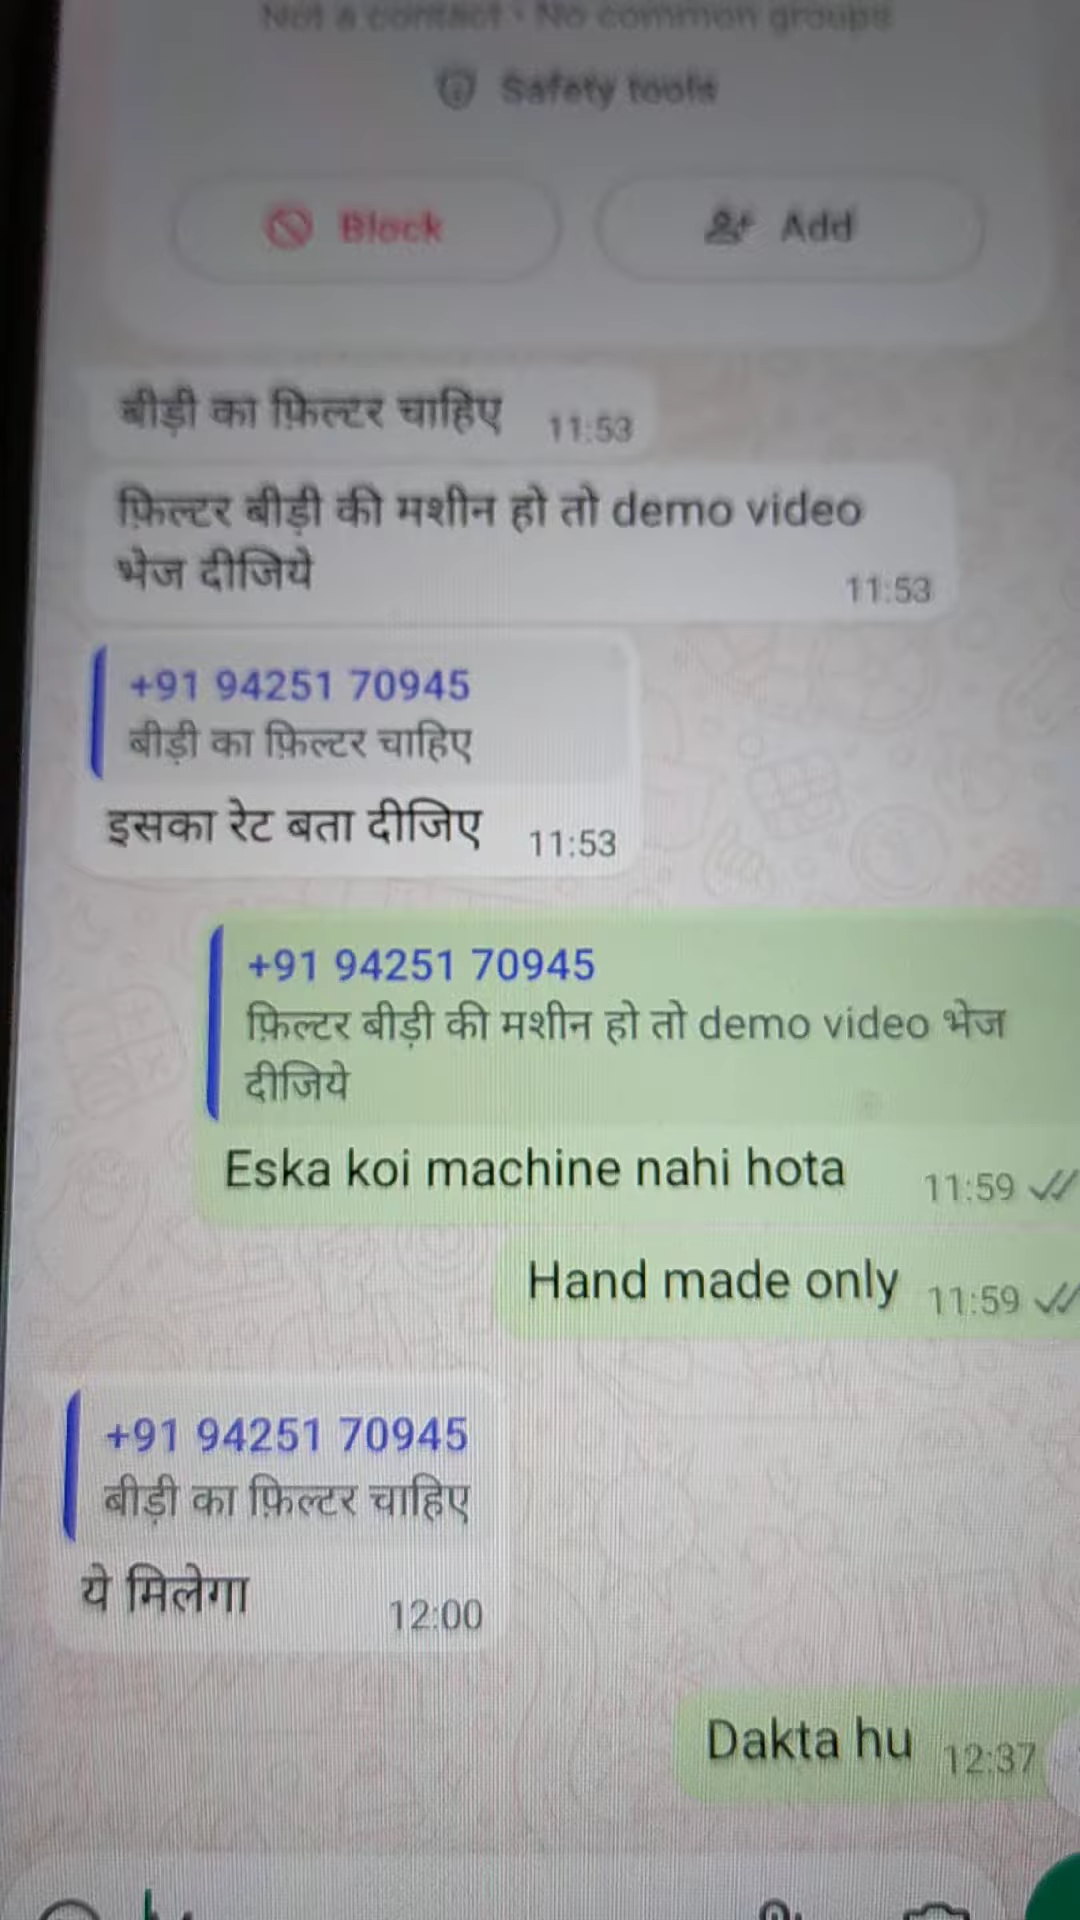 Not a contact · No common groups
Safety tools
Block
Add
बीड़ी का फ़िल्टर चाहिए 11:53
फ़िल्टर बीड़ी की मशीन हो तो demo video
भेज दीजिये
11:53
+91 94251 70945
बीड़ी का फ़िल्टर चाहिए
इसका रेट बता दीजिए 11:53
+91 94251 70945
फ़िल्टर बीड़ी की मशीन हो तो demo video भेज
दीजिये
Eska koi machine nahi hota 11:59
Hand made only 11:59
+91 94251 70945
बीड़ी का फ़िल्टर चाहिए
ये मिलेगा 12:00
Dakta hu 12:37